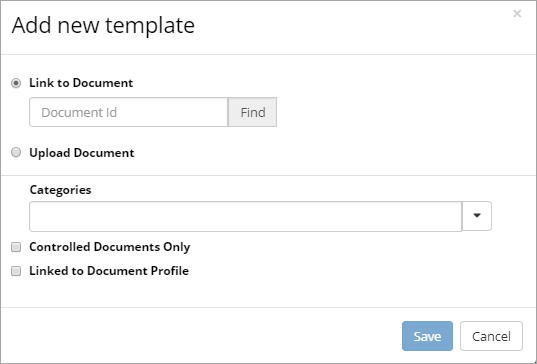 Add new template
×
Link to Document
Document Id Find
Upload Document
Categories
Controlled Documents Only
Linked to Document Profile
Save Cancel